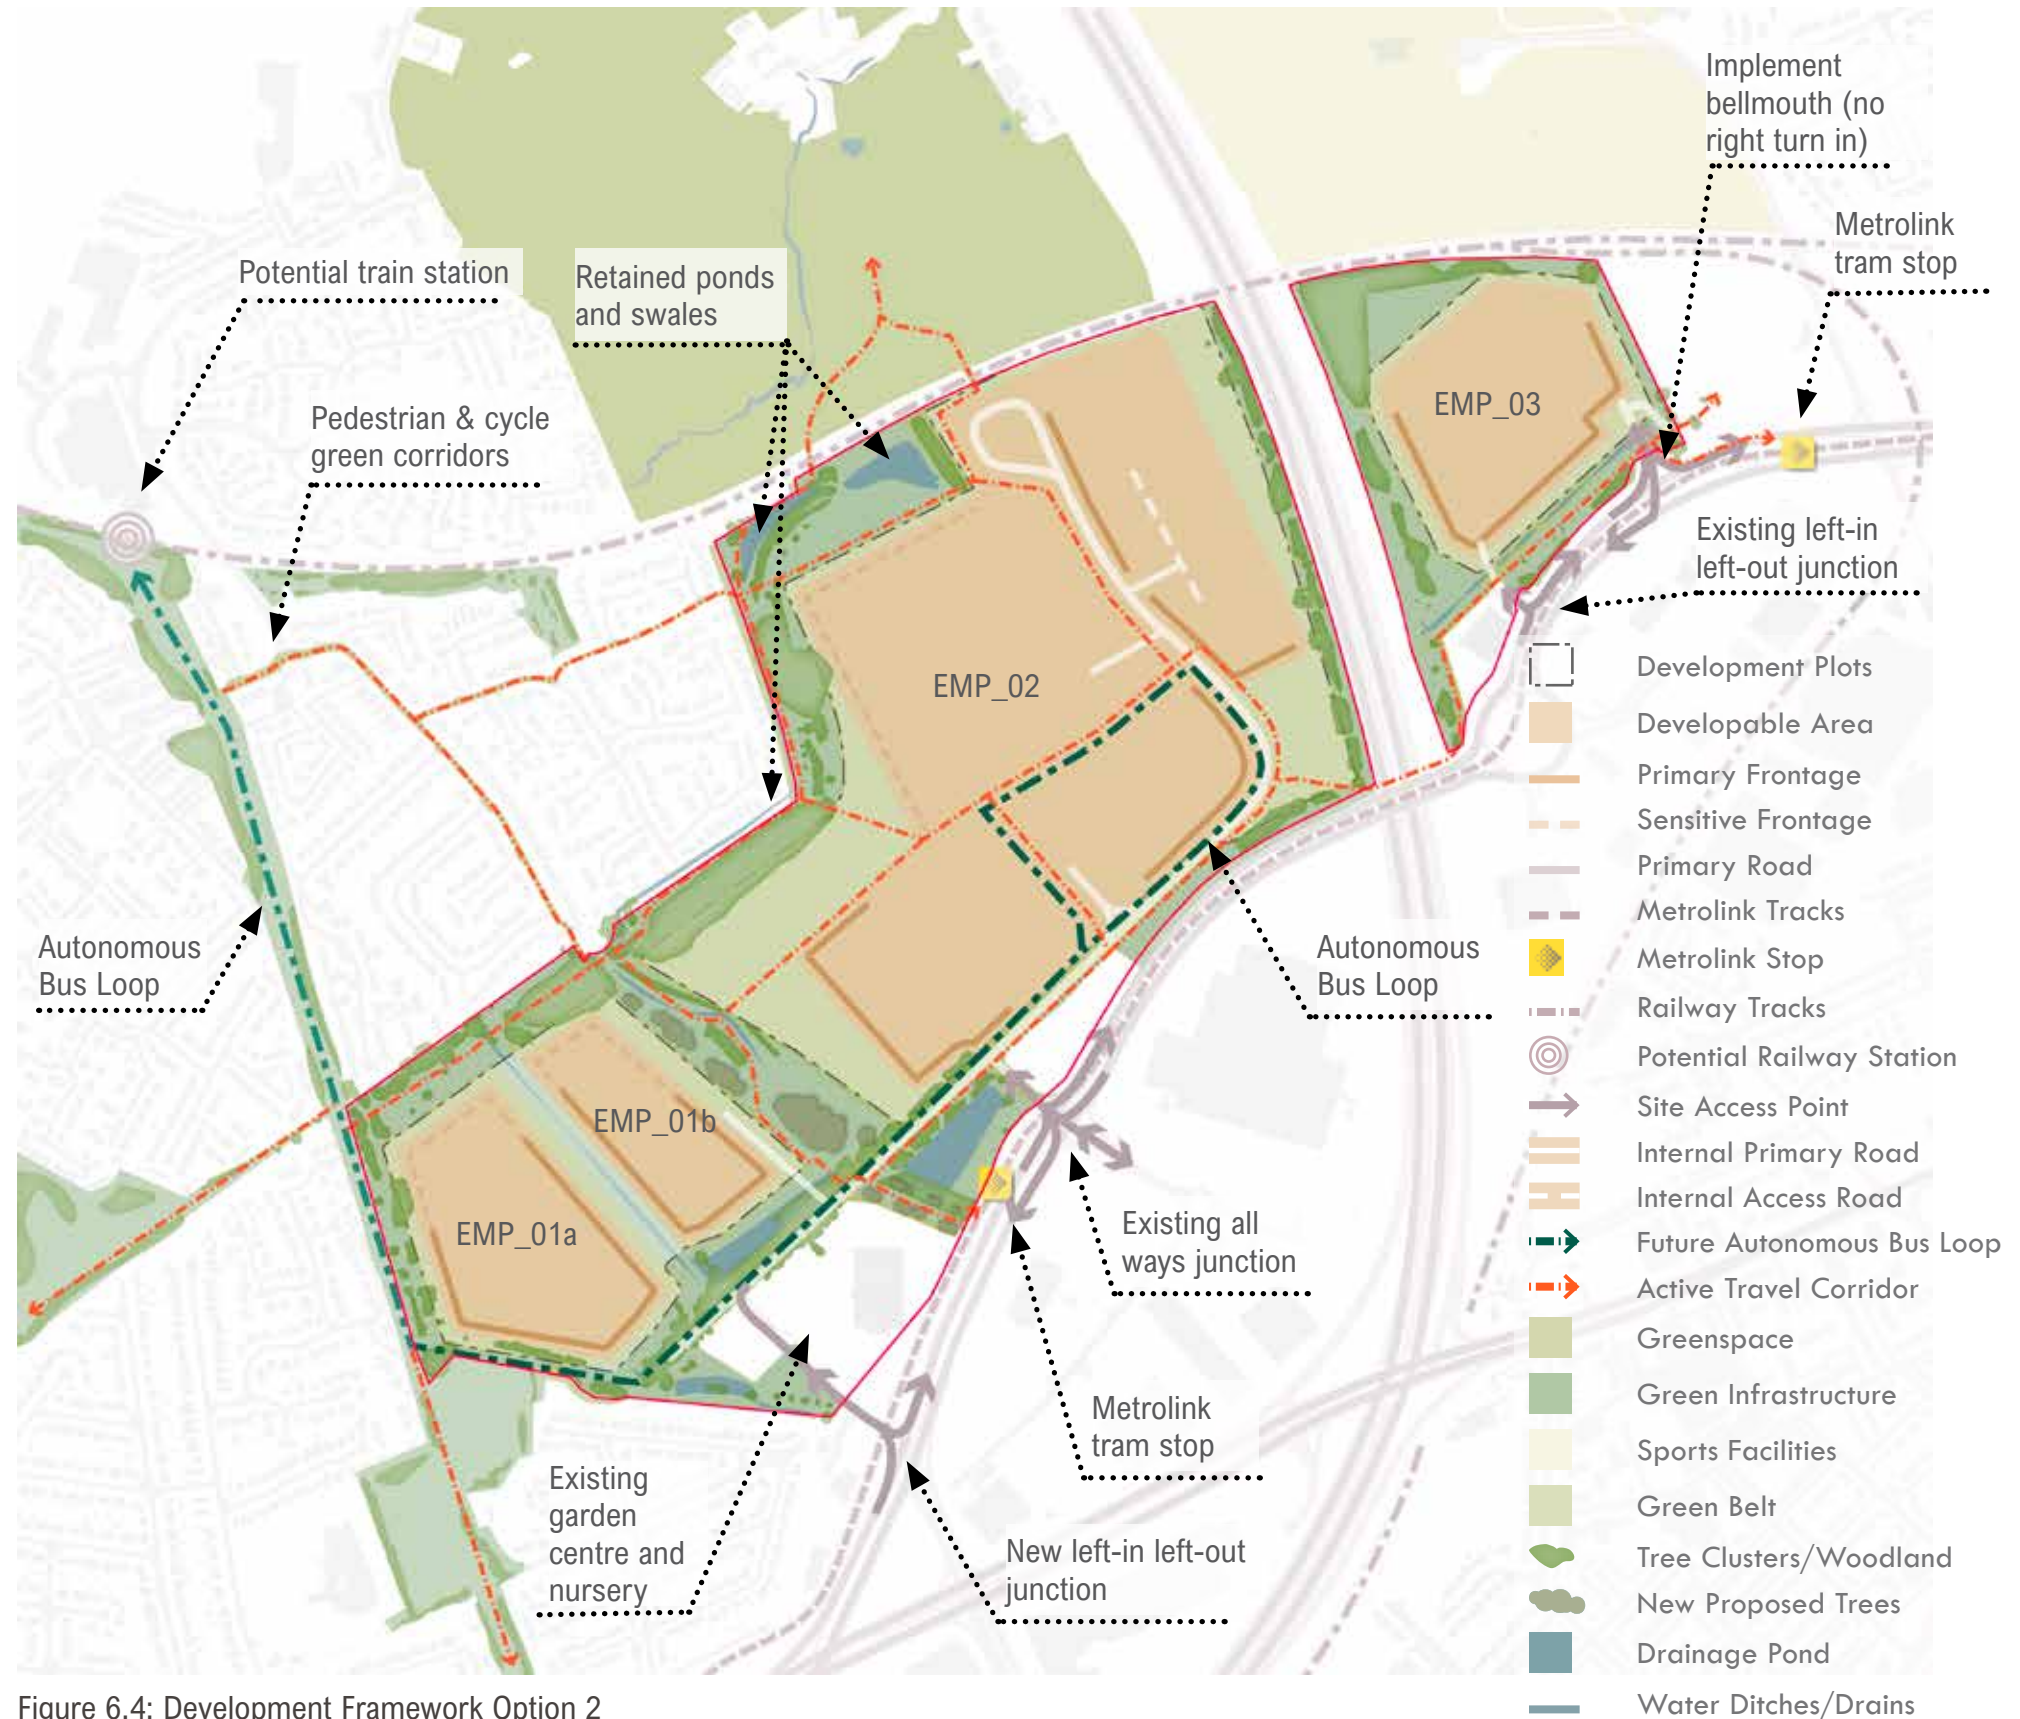 Implement
bellmouth (no
right turn in)
Metrolink
tram stop
Potential train station
Retained ponds
and swales
Pedestrian & cycle
green corridors
EMP_03
Existing left-in
left-out junction
EMP_02
Autonomous
Bus Loop
Autonomous
Bus Loop
EMP_01b
EMP_01a
Existing all
ways junction
Metrolink
tram stop
Existing
garden
centre and
nursery
New left-in left-out
junction
Development Plots
Developable Area
Primary Frontage
Sensitive Frontage
Primary Road
Metrolink Tracks
Metrolink Stop
Railway Tracks
Potential Railway Station
Site Access Point
Internal Primary Road
Internal Access Road
Future Autonomous Bus Loop
Active Travel Corridor
Greenspace
Green Infrastructure
Sports Facilities
Green Belt
Tree Clusters/Woodland
New Proposed Trees
Drainage Pond
Water Ditches/Drains
Figure 6.4: Development Framework Option 2